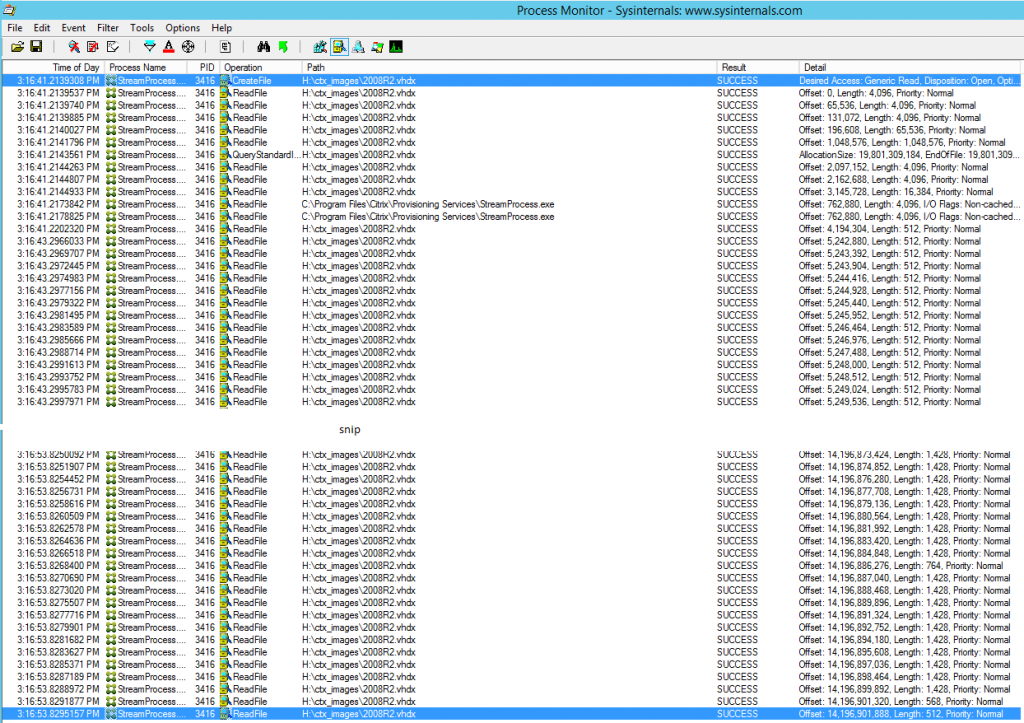 Process Monitor - Sysinternals: www.sysinternals.com
File Edit Event Filter Tools Options Help
Time of Day Process Name PID Operation Path Result Detail
3:16:41.2139308 PM StreamProcess.... 3416 CreateFile H:\ctx_images\2008R2.vhdx SUCCESS Desired Access: Generic Read, Disposition: Open, Opti...
3:16:41.2139537 PM StreamProcess.... 3416 ReadFile H:\ctx_images\2008R2.vhdx SUCCESS Offset: 0, Length: 4,096, Priority: Normal
3:16:41.2139740 PM StreamProcess.... 3416 ReadFile H:\ctx_images\2008R2.vhdx SUCCESS Offset: 65,536, Length: 4,096, Priority: Normal
3:16:41.2139885 PM StreamProcess.... 3416 ReadFile H:\ctx_images\2008R2.vhdx SUCCESS Offset: 131,072, Length: 4,096, Priority: Normal
3:16:41.2140027 PM StreamProcess.... 3416 ReadFile H:\ctx_images\2008R2.vhdx SUCCESS Offset: 196,608, Length: 65,536, Priority: Normal
3:16:41.2141796 PM StreamProcess.... 3416 ReadFile H:\ctx_images\2008R2.vhdx SUCCESS Offset: 1,048,576, Length: 1,048,576, Priority: Normal
3:16:41.2143561 PM StreamProcess.... 3416 QueryStandardI... H:\ctx_images\2008R2.vhdx SUCCESS AllocationSize: 19,801,309,184, EndOfFile: 19,801,309...
3:16:41.2144263 PM StreamProcess.... 3416 ReadFile H:\ctx_images\2008R2.vhdx SUCCESS Offset: 2,097,152, Length: 4,096, Priority: Normal
3:16:41.2144807 PM StreamProcess.... 3416 ReadFile H:\ctx_images\2008R2.vhdx SUCCESS Offset: 2,162,688, Length: 4,096, Priority: Normal
3:16:41.2144933 PM StreamProcess.... 3416 ReadFile H:\ctx_images\2008R2.vhdx SUCCESS Offset: 3,145,728, Length: 16,384, Priority: Normal
3:16:41.2173842 PM StreamProcess.... 3416 ReadFile C:\Program Files\Citrix\Provisioning Services\StreamProcess.exe SUCCESS Offset: 762,880, Length: 4,096, I/O Flags: Non-cached...
3:16:41.2178825 PM StreamProcess.... 3416 ReadFile C:\Program Files\Citrix\Provisioning Services\StreamProcess.exe SUCCESS Offset: 762,880, Length: 4,096, I/O Flags: Non-cached...
3:16:41.2202320 PM StreamProcess.... 3416 ReadFile H:\ctx_images\2008R2.vhdx SUCCESS Offset: 4,194,304, Length: 512, Priority: Normal
3:16:43.2966033 PM StreamProcess.... 3416 ReadFile H:\ctx_images\2008R2.vhdx SUCCESS Offset: 5,242,880, Length: 512, Priority: Normal
3:16:43.2969707 PM StreamProcess.... 3416 ReadFile H:\ctx_images\2008R2.vhdx SUCCESS Offset: 5,243,392, Length: 512, Priority: Normal
3:16:43.2972445 PM StreamProcess.... 3416 ReadFile H:\ctx_images\2008R2.vhdx SUCCESS Offset: 5,243,904, Length: 512, Priority: Normal
3:16:43.2974983 PM StreamProcess.... 3416 ReadFile H:\ctx_images\2008R2.vhdx SUCCESS Offset: 5,244,416, Length: 512, Priority: Normal
3:16:43.2977156 PM StreamProcess.... 3416 ReadFile H:\ctx_images\2008R2.vhdx SUCCESS Offset: 5,244,928, Length: 512, Priority: Normal
3:16:43.2979322 PM StreamProcess.... 3416 ReadFile H:\ctx_images\2008R2.vhdx SUCCESS Offset: 5,245,440, Length: 512, Priority: Normal
3:16:43.2981495 PM StreamProcess.... 3416 ReadFile H:\ctx_images\2008R2.vhdx SUCCESS Offset: 5,245,952, Length: 512, Priority: Normal
3:16:43.2983589 PM StreamProcess.... 3416 ReadFile H:\ctx_images\2008R2.vhdx SUCCESS Offset: 5,246,464, Length: 512, Priority: Normal
3:16:43.2985666 PM StreamProcess.... 3416 ReadFile H:\ctx_images\2008R2.vhdx SUCCESS Offset: 5,246,976, Length: 512, Priority: Normal
3:16:43.2988714 PM StreamProcess.... 3416 ReadFile H:\ctx_images\2008R2.vhdx SUCCESS Offset: 5,247,488, Length: 512, Priority: Normal
3:16:43.2991613 PM StreamProcess.... 3416 ReadFile H:\ctx_images\2008R2.vhdx SUCCESS Offset: 5,248,000, Length: 512, Priority: Normal
3:16:43.2993752 PM StreamProcess.... 3416 ReadFile H:\ctx_images\2008R2.vhdx SUCCESS Offset: 5,248,512, Length: 512, Priority: Normal
3:16:43.2995783 PM StreamProcess.... 3416 ReadFile H:\ctx_images\2008R2.vhdx SUCCESS Offset: 5,249,024, Length: 512, Priority: Normal
3:16:43.2997971 PM StreamProcess.... 3416 ReadFile H:\ctx_images\2008R2.vhdx SUCCESS Offset: 5,249,536, Length: 512, Priority: Normal
snip
3:16:53.8250092 PM StreamProcess.... 3416 ReadFile H:\ctx_images\2008R2.vhdx SUCCESS Offset: 14,196,873,424, Length: 1,428, Priority: Normal
3:16:53.8251907 PM StreamProcess.... 3416 ReadFile H:\ctx_images\2008R2.vhdx SUCCESS Offset: 14,196,874,852, Length: 1,428, Priority: Normal
3:16:53.8254452 PM StreamProcess.... 3416 ReadFile H:\ctx_images\2008R2.vhdx SUCCESS Offset: 14,196,876,280, Length: 1,428, Priority: Normal
3:16:53.8256731 PM StreamProcess.... 3416 ReadFile H:\ctx_images\2008R2.vhdx SUCCESS Offset: 14,196,877,708, Length: 1,428, Priority: Normal
3:16:53.8258616 PM StreamProcess.... 3416 ReadFile H:\ctx_images\2008R2.vhdx SUCCESS Offset: 14,196,879,136, Length: 1,428, Priority: Normal
3:16:53.8260509 PM StreamProcess.... 3416 ReadFile H:\ctx_images\2008R2.vhdx SUCCESS Offset: 14,196,880,564, Length: 1,428, Priority: Normal
3:16:53.8262578 PM StreamProcess.... 3416 ReadFile H:\ctx_images\2008R2.vhdx SUCCESS Offset: 14,196,881,992, Length: 1,428, Priority: Normal
3:16:53.8264636 PM StreamProcess.... 3416 ReadFile H:\ctx_images\2008R2.vhdx SUCCESS Offset: 14,196,883,420, Length: 1,428, Priority: Normal
3:16:53.8266518 PM StreamProcess.... 3416 ReadFile H:\ctx_images\2008R2.vhdx SUCCESS Offset: 14,196,884,848, Length: 1,428, Priority: Normal
3:16:53.8268400 PM StreamProcess.... 3416 ReadFile H:\ctx_images\2008R2.vhdx SUCCESS Offset: 14,196,886,276, Length: 764, Priority: Normal
3:16:53.8270690 PM StreamProcess.... 3416 ReadFile H:\ctx_images\2008R2.vhdx SUCCESS Offset: 14,196,887,040, Length: 1,428, Priority: Normal
3:16:53.8273020 PM StreamProcess.... 3416 ReadFile H:\ctx_images\2008R2.vhdx SUCCESS Offset: 14,196,888,468, Length: 1,428, Priority: Normal
3:16:53.8275507 PM StreamProcess.... 3416 ReadFile H:\ctx_images\2008R2.vhdx SUCCESS Offset: 14,196,889,896, Length: 1,428, Priority: Normal
3:16:53.8277716 PM StreamProcess.... 3416 ReadFile H:\ctx_images\2008R2.vhdx SUCCESS Offset: 14,196,891,324, Length: 1,428, Priority: Normal
3:16:53.8279901 PM StreamProcess.... 3416 ReadFile H:\ctx_images\2008R2.vhdx SUCCESS Offset: 14,196,892,752, Length: 1,428, Priority: Normal
3:16:53.8281682 PM StreamProcess.... 3416 ReadFile H:\ctx_images\2008R2.vhdx SUCCESS Offset: 14,196,894,180, Length: 1,428, Priority: Normal
3:16:53.8283627 PM StreamProcess.... 3416 ReadFile H:\ctx_images\2008R2.vhdx SUCCESS Offset: 14,196,895,608, Length: 1,428, Priority: Normal
3:16:53.8285371 PM StreamProcess.... 3416 ReadFile H:\ctx_images\2008R2.vhdx SUCCESS Offset: 14,196,897,036, Length: 1,428, Priority: Normal
3:16:53.8287189 PM StreamProcess.... 3416 ReadFile H:\ctx_images\2008R2.vhdx SUCCESS Offset: 14,196,898,464, Length: 1,428, Priority: Normal
3:16:53.8288972 PM StreamProcess.... 3416 ReadFile H:\ctx_images\2008R2.vhdx SUCCESS Offset: 14,196,899,892, Length: 1,428, Priority: Normal
3:16:53.8291877 PM StreamProcess.... 3416 ReadFile H:\ctx_images\2008R2.vhdx SUCCESS Offset: 14,196,901,320, Length: 568, Priority: Normal
3:16:53.8295157 PM StreamProcess.... 3416 ReadFile H:\ctx_images\2008R2.vhdx SUCCESS Offset: 14,196,901,888, Length: 512, Priority: Normal